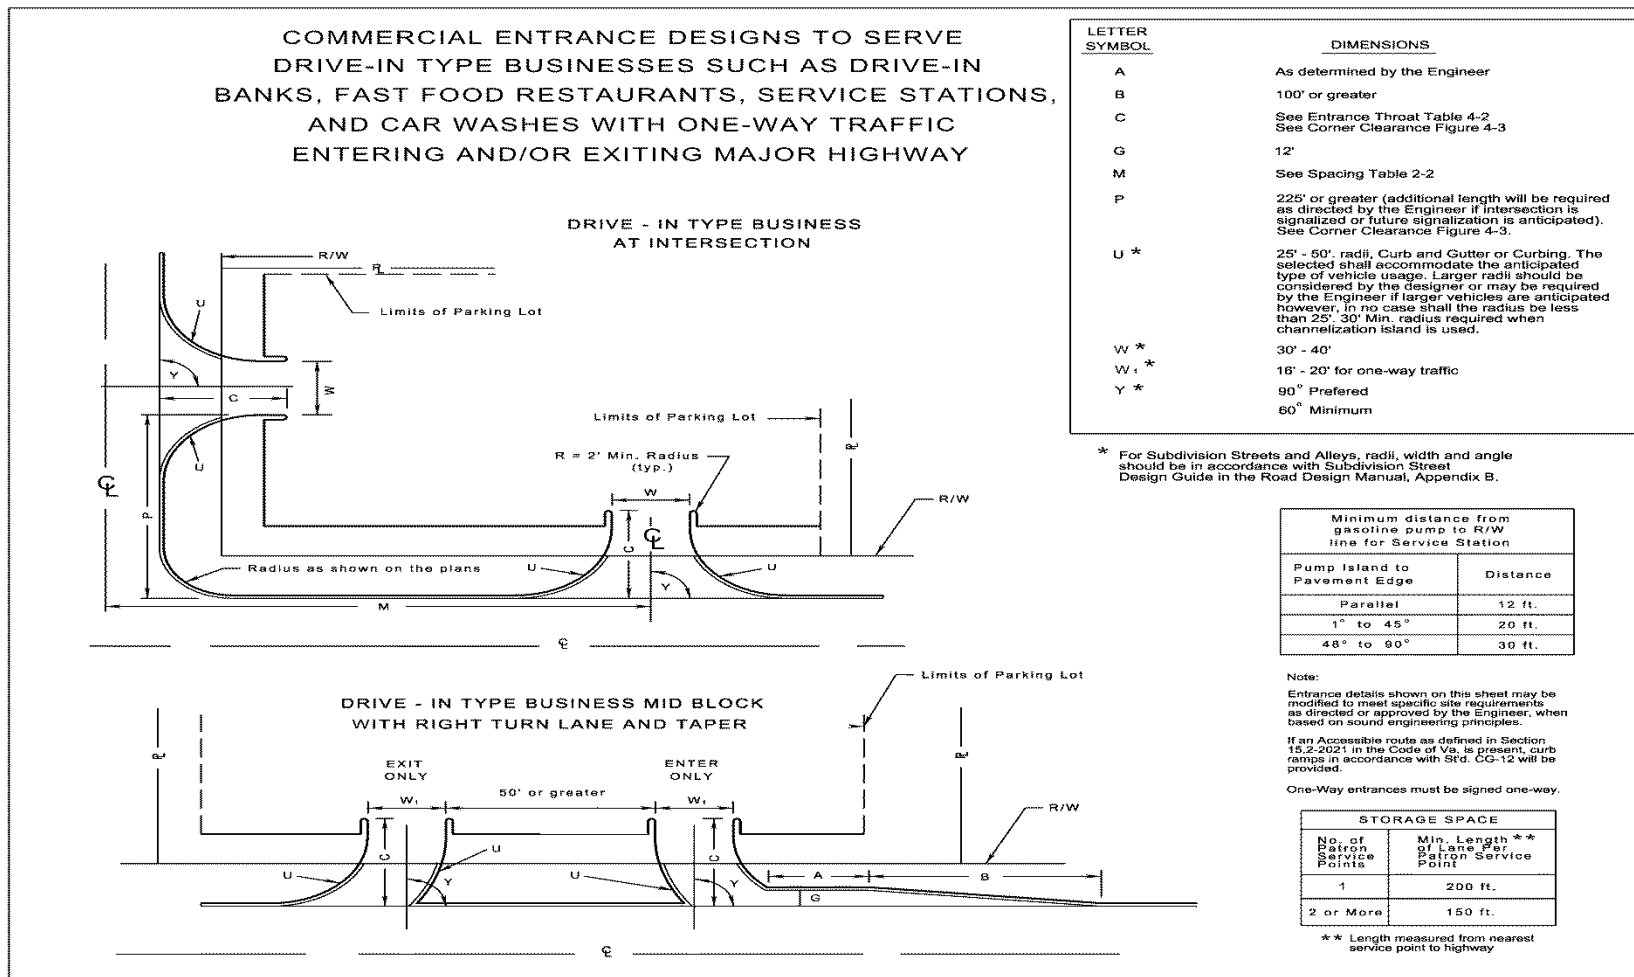 COMMERCIAL ENTRANCE DESIGNS TO SERVE
DRIVE-IN TYPE BUSINESSES SUCH AS DRIVE-IN
BANKS, FAST FOOD RESTAURANTS, SERVICE STATIONS,
AND CAR WASHES WITH ONE-WAY TRAFFIC
ENTERING AND/OR EXITING MAJOR HIGHWAY
LETTER
SYMBOL
DIMENSIONS
A As determined by the Engineer
B 100' or greater
C See Entrance Throat Table 4-2
See Corner Clearance Figure 4-3
G 12'
M See Spacing Table 2-2
P 225' or greater (additional length will be required
as directed by the Engineer if intersection is
signalized or future signalization is anticipated).
See Corner Clearance Figure 4-3.
U * 25' - 50'. radii, Curb and Gutter or Curbing. The
selected shall accommodate the anticipated
type of vehicle usage. Larger radii should be
considered by the designer or may be required
by the Engineer if larger vehicles are anticipated
however, in no case shall the radius be less
than 25'. 30' Min. radius required when
channelization island is used.
W * 30' - 40'
W1 * 16' - 20' for one-way traffic
Y * 90° Prefered
60° Minimum
* For Subdivision Streets and Alleys, radii, width and angle
should be in accordance with Subdivision Street
Design Guide in the Road Design Manual, Appendix B.
DRIVE - IN TYPE BUSINESS
AT INTERSECTION
R/W
PL
Limits of Parking Lot
U
Y
C
W
U
CL
P
Limits of Parking Lot
PL
R = 2' Min. Radius
(typ.)
W
R/W
C
CL
Radius as shown on the plans
U
Y
U
M
CL
Minimum distance from
gasoline pump to R/W
line for Service Station
Pump Island to
Pavement Edge
Distance
Parallel 12 ft.
1° to 45° 20 ft.
48° to 90° 30 ft.
Note:
Entrance details shown on this sheet may be
modified to meet specific site requirements
as directed or approved by the Engineer, when
based on sound engineering principles.
If an Accessible route as defined in Section
15.2-2021 in the Code of Va. is present, curb
ramps in accordance with St'd. CG-12 will be
provided.
One-Way entrances must be signed one-way.
STORAGE SPACE
No. of
Patron
Service
Points
Min. Length **
of Lane Per
Patron Service
Point
1 200 ft.
2 or More 150 ft.
** Length measured from nearest
service point to highway
DRIVE - IN TYPE BUSINESS MID BLOCK
WITH RIGHT TURN LANE AND TAPER
Limits of Parking Lot
PL
PL
EXIT
ONLY
ENTER
ONLY
W1
50' or greater
W1
R/W
C
U
C
U
Y
U
Y
A
B
G
CL